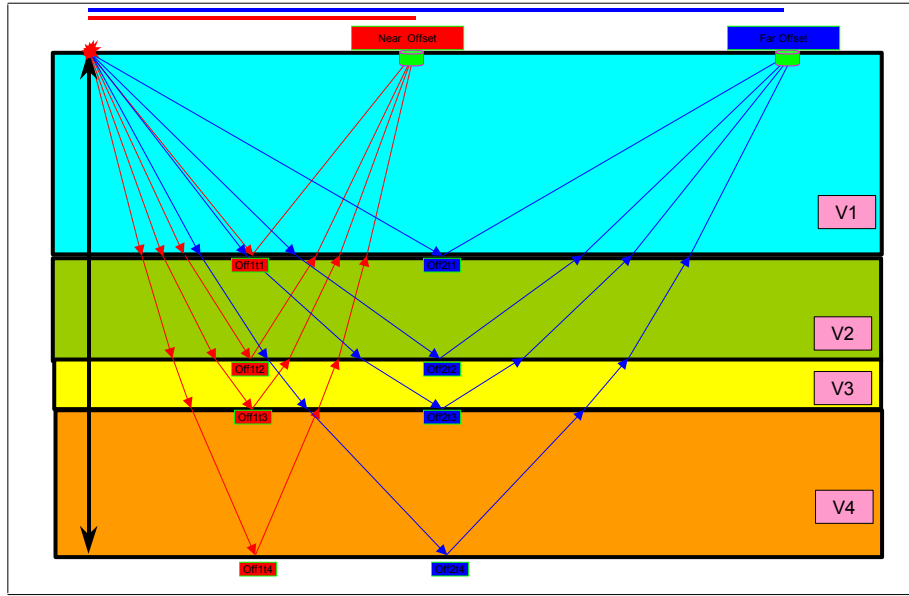 Near Offset
Far Offset
V1
Off1t1
Off2t1
V2
Off1t2
Off2t2
V3
Off1t3
Off2t3
V4
Off1t4
Off2t4